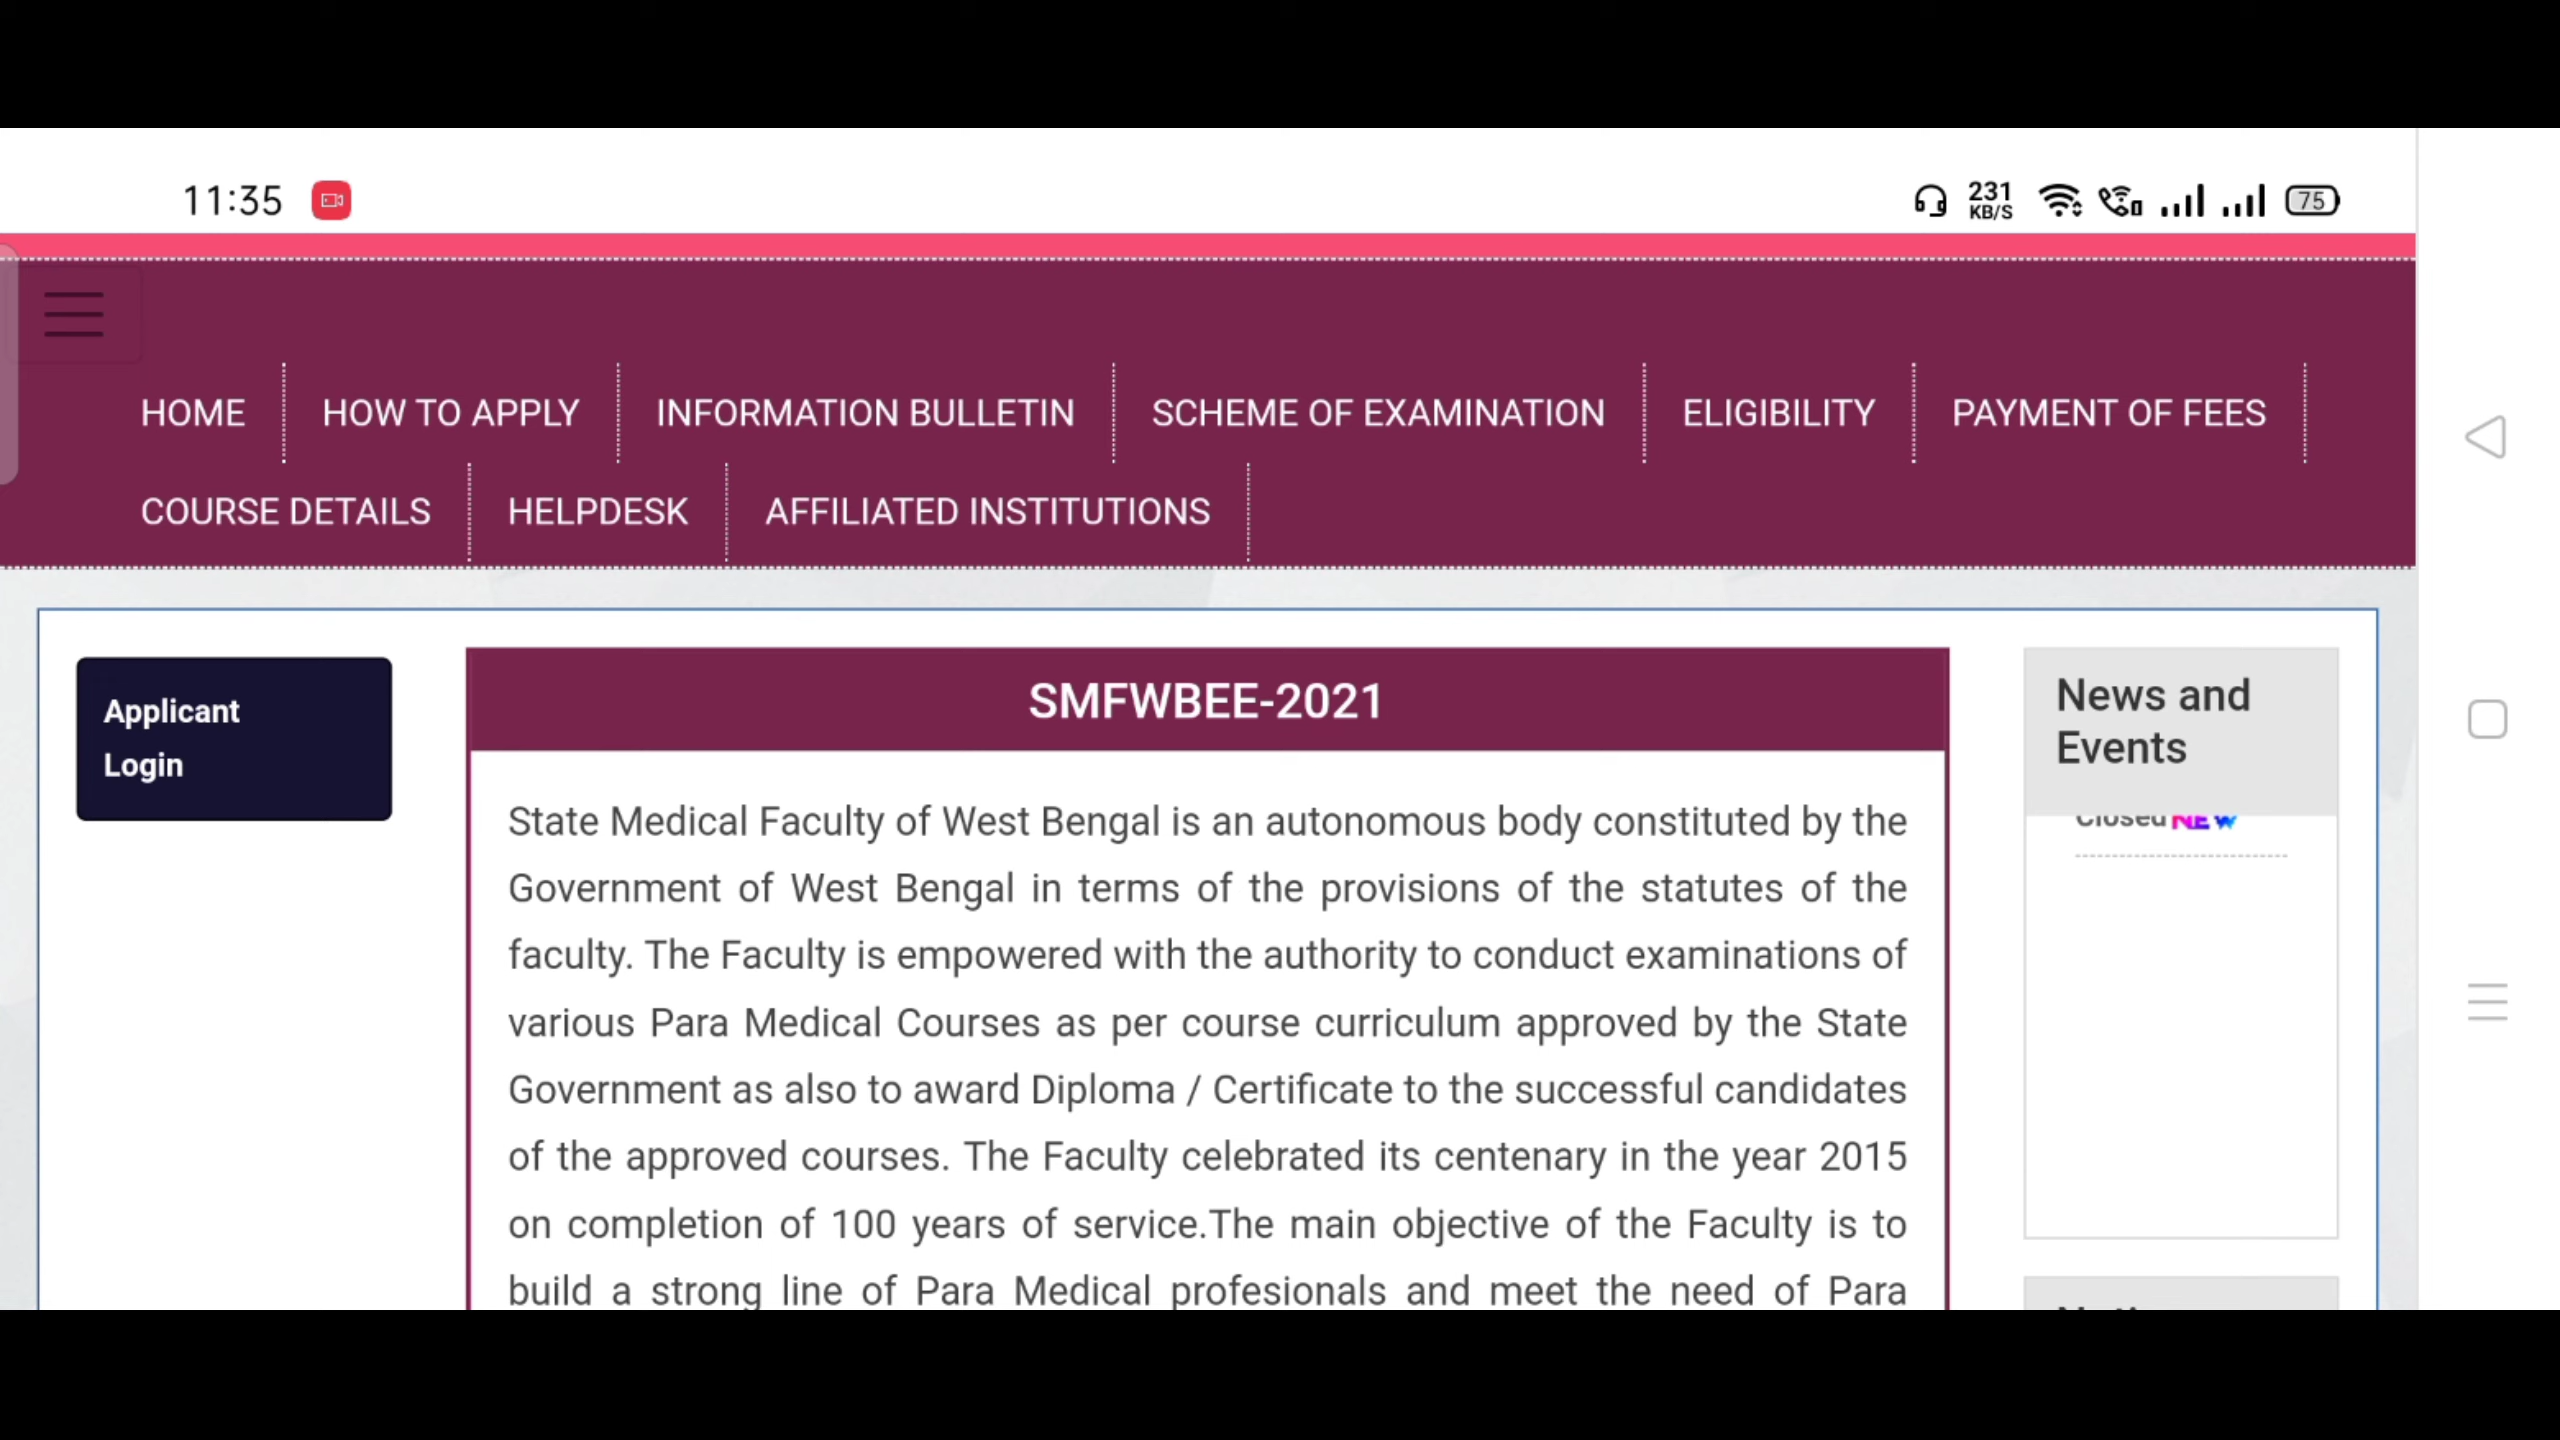 11:35
231
KB/S
75
HOME
HOW TO APPLY
INFORMATION BULLETIN
SCHEME OF EXAMINATION
ELIGIBILITY
PAYMENT OF FEES
COURSE DETAILS
HELPDESK
AFFILIATED INSTITUTIONS
Applicant
Login
SMFWBEE-2021
State Medical Faculty of West Bengal is an autonomous body constituted by the
Government of West Bengal in terms of the provisions of the statutes of the
faculty. The Faculty is empowered with the authority to conduct examinations of
various Para Medical Courses as per course curriculum approved by the State
Government as also to award Diploma / Certificate to the successful candidates
of the approved courses. The Faculty celebrated its centenary in the year 2015
on completion of 100 years of service.The main objective of the Faculty is to
build a strong line of Para Medical profesionals and meet the need of Para
News and
Events
Closed NEW